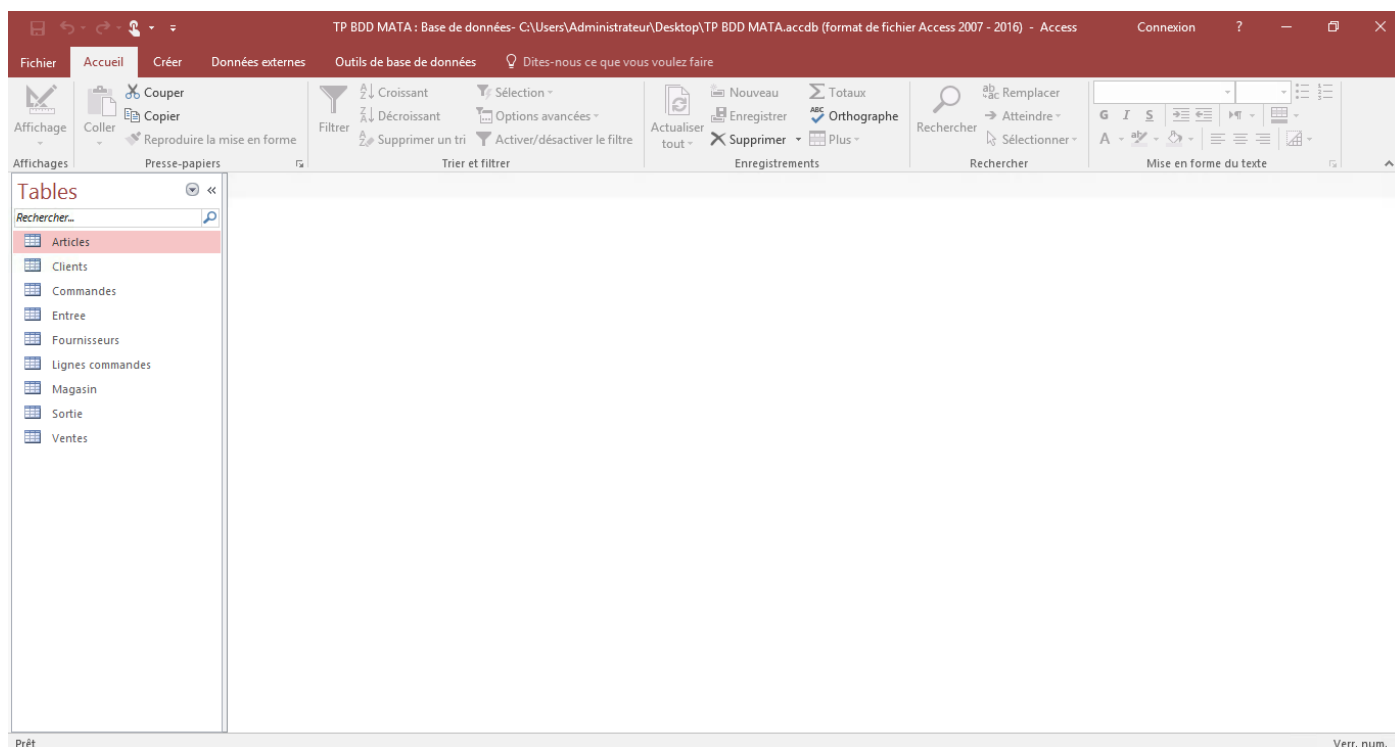 TP BDD MATA : Base de données- C:\Users\Administrateur\Desktop\TP BDD MATA.accdb (format de fichier Access 2007 - 2016) - Access Connexion ?
Fichier Accueil Créer Données externes Outils de base de données Dites-nous ce que vous voulez faire
Affichage
Coller
Couper
Copier
Reproduire la mise en forme
Filtrer
Croissant
Décroissant
Supprimer un tri
Sélection
Options avancées
Activer/désactiver le filtre
Actualiser
tout
Nouveau
Enregistrer
Supprimer
Totaux
Orthographe
Plus
Rechercher
Remplacer
Atteindre
Sélectionner
G I S
A
Affichages Presse-papiers Trier et filtrer Enregistrements Rechercher Mise en forme du texte
Tables
Rechercher...
Articles
Clients
Commandes
Entree
Fournisseurs
Lignes commandes
Magasin
Sortie
Ventes
Prêt Verr. num.